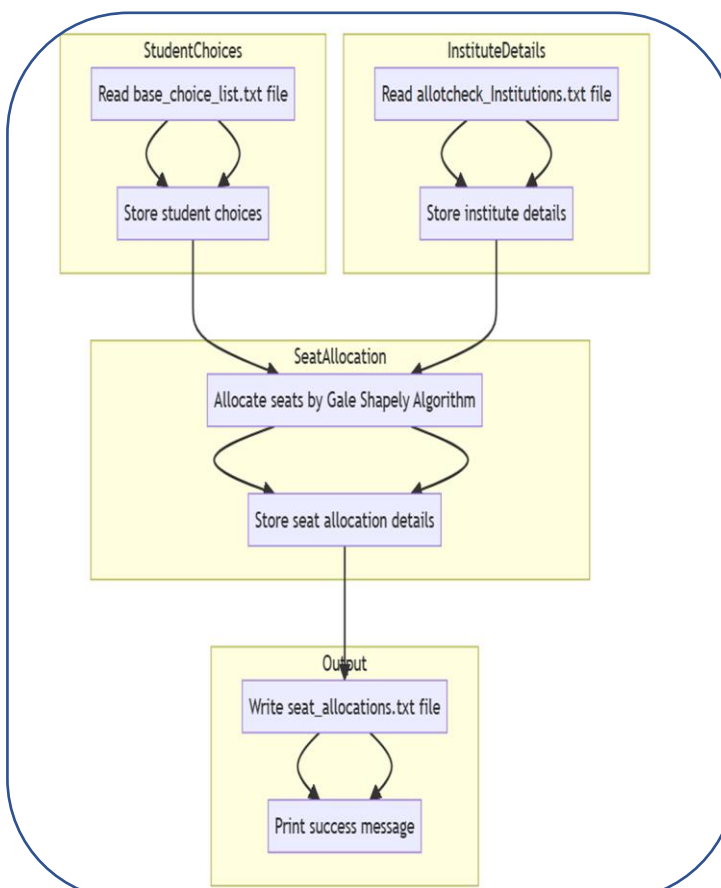 StudentChoices
Read base_choice_list.txt file
Store student choices
InstituteDetails
Read allotcheck_Institutions.txt file
Store institute details
SeatAllocation
Allocate seats by Gale Shapely Algorithm
Store seat allocation details
Output
Write seat_allocations.txt file
Print success message